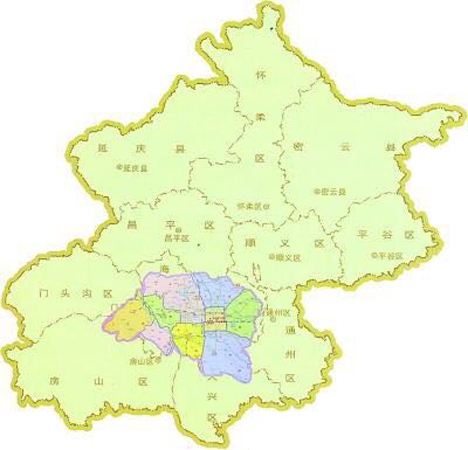 怀柔区
延庆县
密云县
延庆县
密云县
怀柔区
昌平区
昌平区
顺义区
顺义区
平谷区
平谷区
海
门头沟区
通州区
通州区
房山区
房山区
兴区